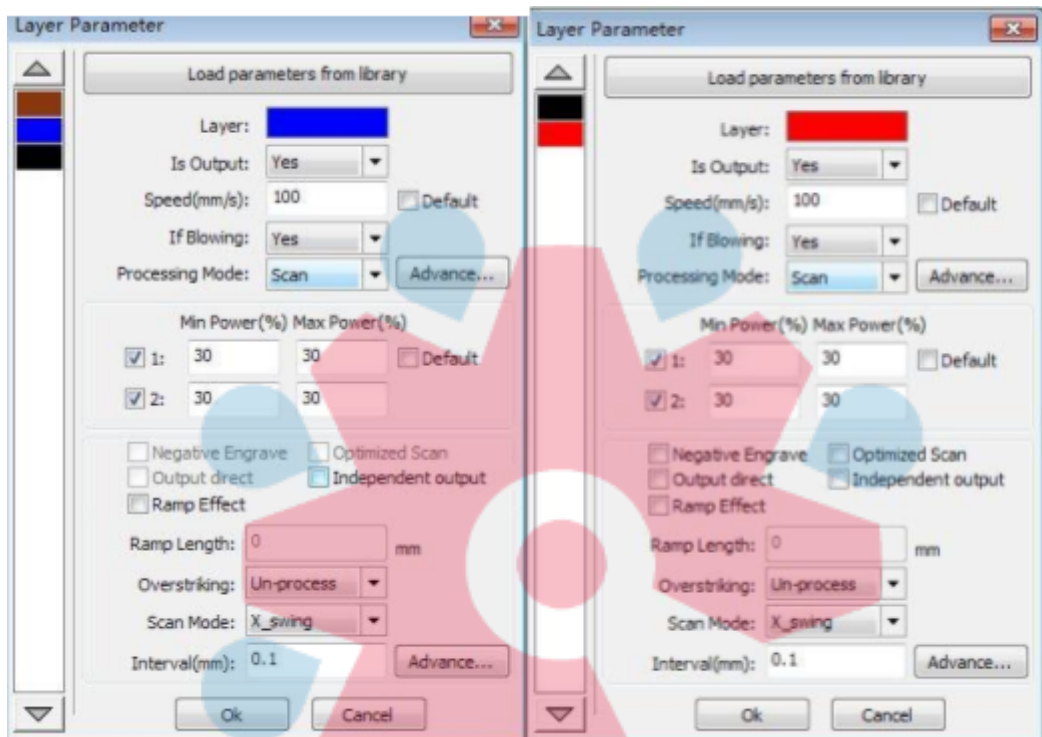 Layer Parameter
Load parameters from library
Layer:
Is Output: Yes
Speed(mm/s): 100 Default
If Blowing: Yes
Processing Mode: Scan Advance...
Min Power(%) Max Power(%)
1: 30 30 Default
2: 30 30
Negative Engrave Optimized Scan
Output direct Independent output
Ramp Effect
Ramp Length: 0 mm
Overstriking: Un-process
Scan Mode: X_swing
Interval(mm): 0.1 Advance...
Ok Cancel
Layer Parameter
Load parameters from library
Layer:
Is Output: Yes
Speed(mm/s): 100 Default
If Blowing: Yes
Processing Mode: Scan Advance...
Min Power(%) Max Power(%)
1: 30 30 Default
2: 30 30
Negative Engrave Optimized Scan
Output direct Independent output
Ramp Effect
Ramp Length: 0 mm
Overstriking: Un-process
Scan Mode: X_swing
Interval(mm): 0.1 Advance...
Ok Cancel